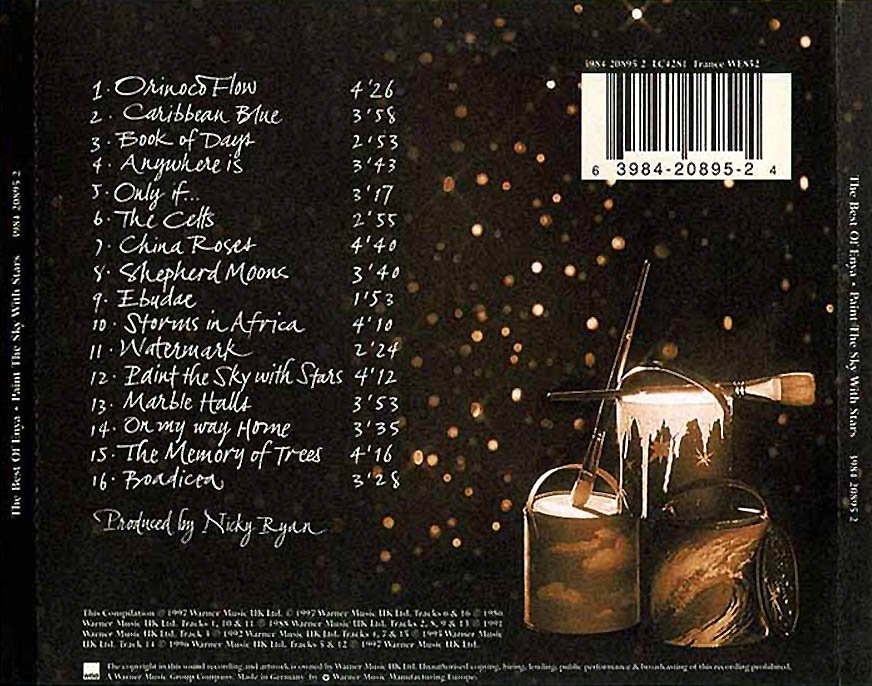 3984 20895 2 LC4281 France WE852
6 3984-20895-2 4
1. Orinoco Flow 4'26
2. Caribbean Blue 3'58
3. Book of Days 2'53
4. Anywhere is 3'43
5. Only if... 3'17
6. The Celts 2'55
7. China Roses 4'40
8. Shepherd Moons 3'40
9. Ebudae 1'53
10. Storms in Africa 4'10
11. Watermark 2'24
12. Paint the Sky with Stars 4'12
13. Marble Halls 3'53
14. On my way Home 3'35
15. The Memory of Trees 4'16
16. Boadicea 3'28
Produced by Nicky Ryan
This Compilation ℗ 1997 Warner Music UK Ltd. © 1997 Warner Music UK Ltd. Tracks 6 & 16 ℗ 1986
Warner Music UK Ltd. Tracks 1, 10 & 11 ℗ 1988 Warner Music UK Ltd. Tracks 2, 8, 9 & 13 ℗ 1991
Warner Music UK Ltd. Track 3 ℗ 1992 Warner Music UK Ltd. Tracks 4, 7 & 15 ℗ 1995 Warner Music
UK Ltd. Track 14 ℗ 1996 Warner Music UK Ltd. Tracks 5 & 12 ℗ 1997 Warner Music UK Ltd.
The copyright in this sound recording and artwork is owned by Warner Music UK Ltd. Unauthorised copying, hiring, lending, public performance & broadcasting of this recording prohibited.
A Warner Music Group Company. Made in Germany by Warner Music Manufacturing Europe.
The Best Of Enya • Paint The Sky With Stars 3984 20895 2
The Best Of Enya • Paint The Sky With Stars 3984 20895 2